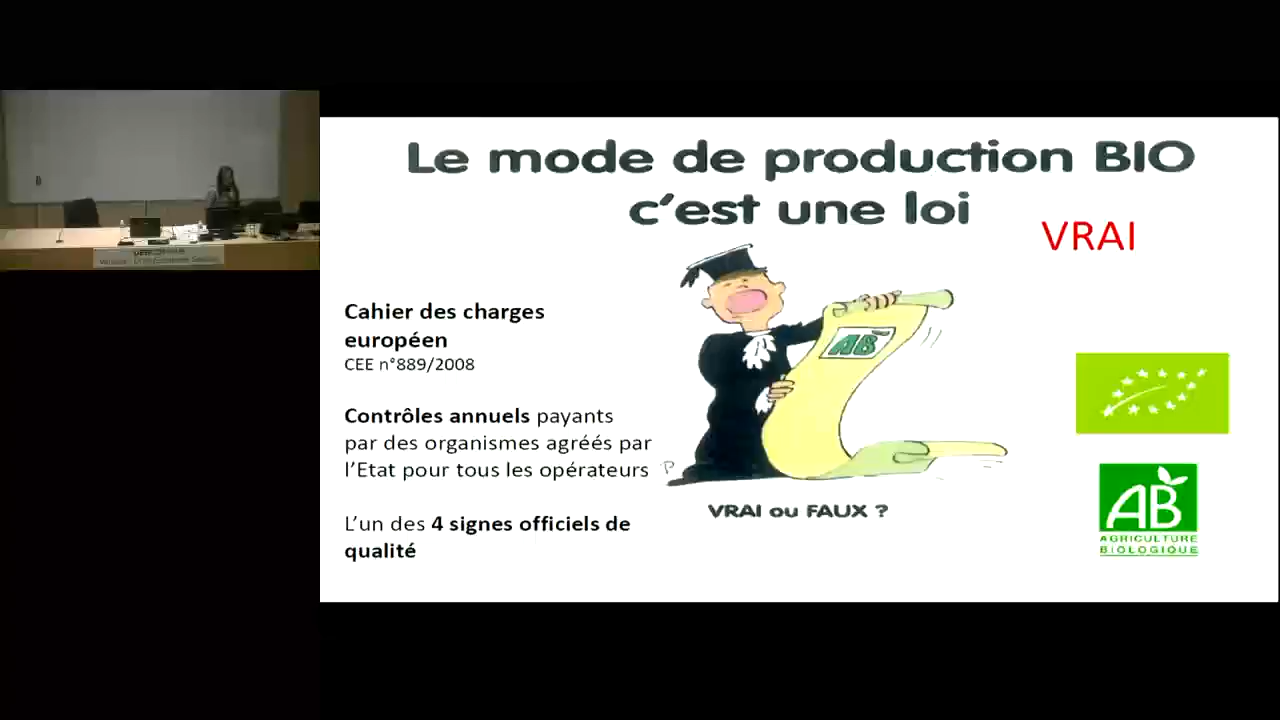 Le mode de production BIO
c'est une loi
VRAI
Cahier des charges
européen
CEE n°889/2008
Contrôles annuels payants
par des organismes agréés par
l'Etat pour tous les opérateurs
L'un des 4 signes officiels de
qualité
AB
VRAI ou FAUX ?
AB
AGRICULTURE
BIOLOGIQUE